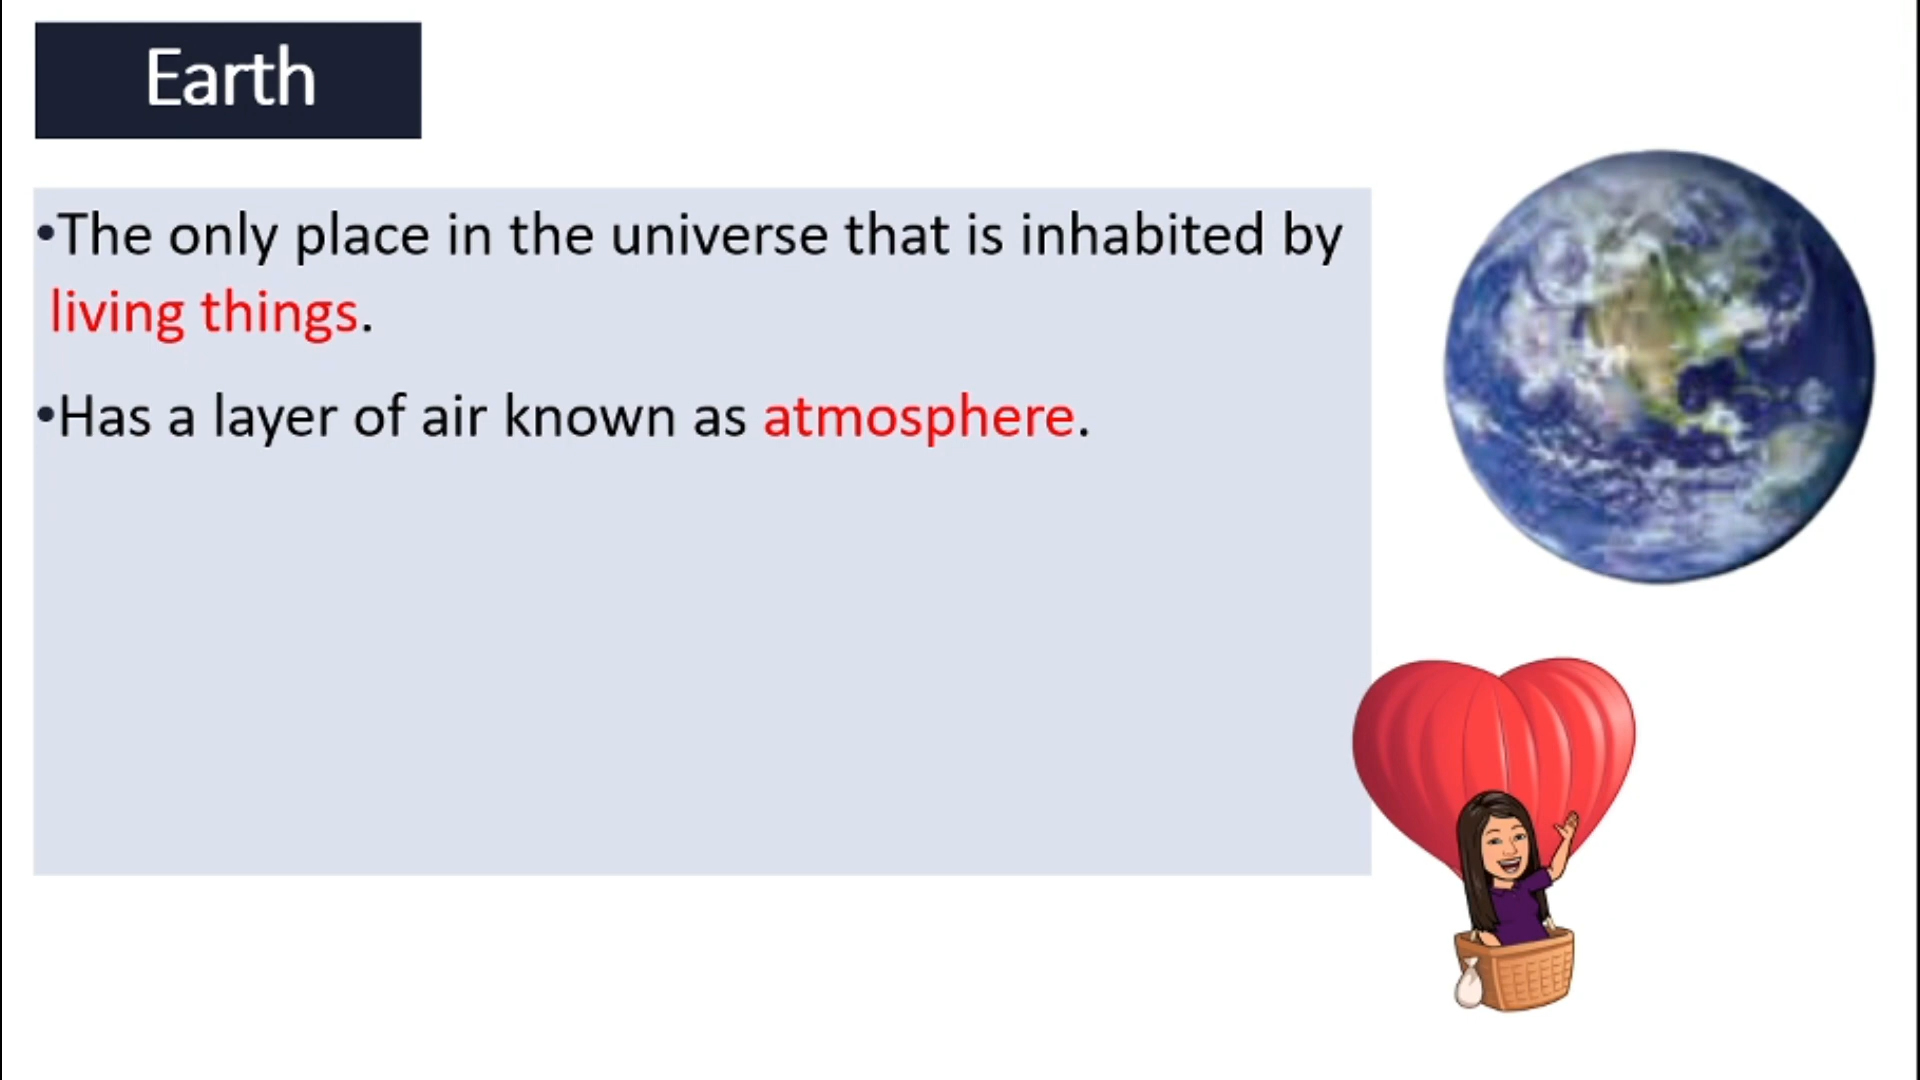 Earth
•The only place in the universe that is inhabited by
living things.
•Has a layer of air known as atmosphere.